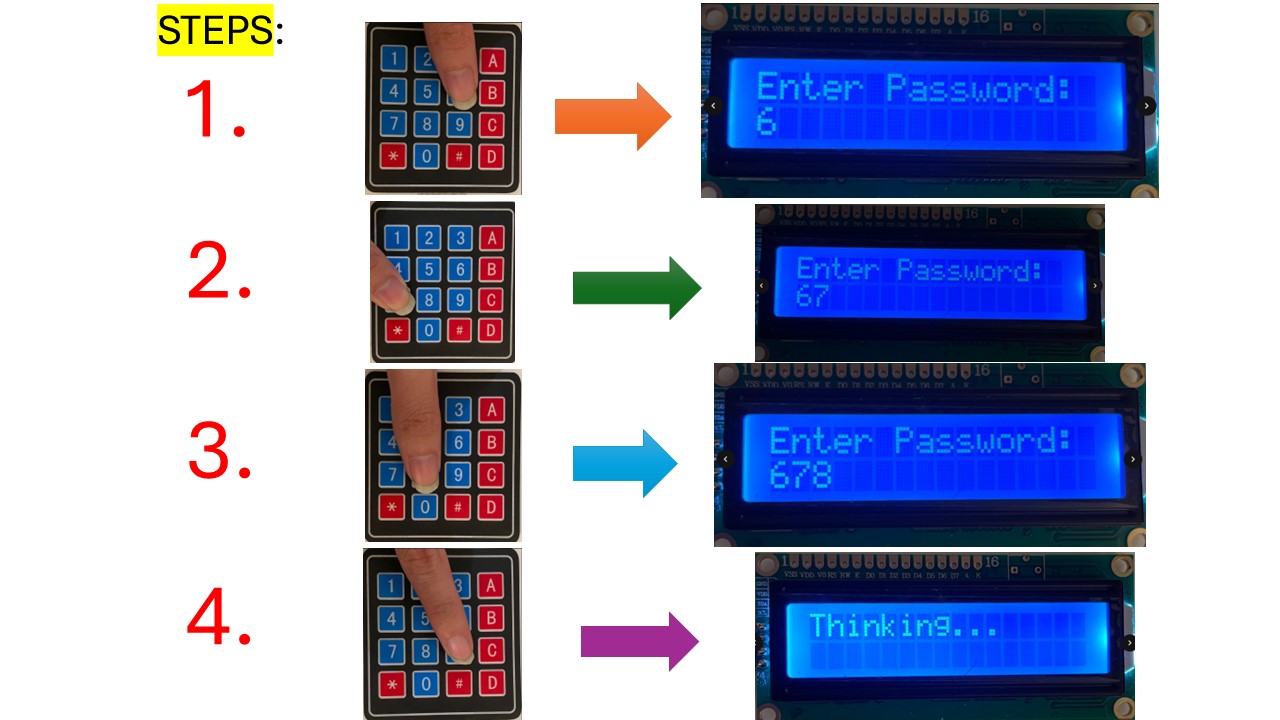 STEPS:
1.
1 2 A
4 5 B
7 8 9 C
* 0 # D
1 16
Enter Password:
6
2.
1 2 3 A
4 5 6 B
8 9 C
* 0 # D
16
Enter Password:
67
3.
3 A
4 6 B
7 9 C
* 0 # D
1 16
VSS VDD V0 RS RW E D0 D1 D2 D3 D4 D5 D6 D7 A K
Enter Password:
678
4.
1 3 A
4 5 B
7 8 C
* 0 # D
1 16
VSS VDD V0 RS RW E D0 D1 D2 D3 D4 D5 D6 D7 A K
Thinking...